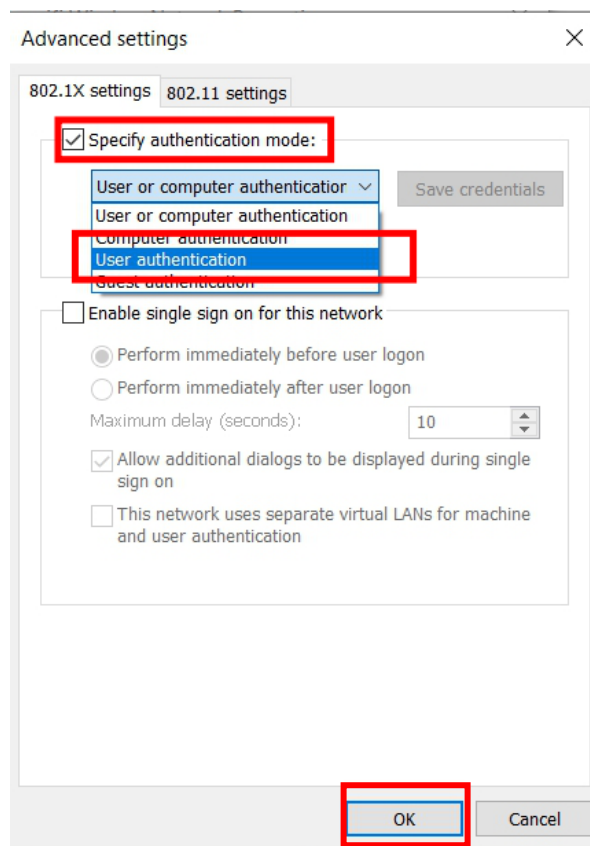 Advanced settings
802.1X settings
802.11 settings
Specify authentication mode:
User or computer authentication
Save credentials
User or computer authentication
Computer authentication
User authentication
Guest authentication
Enable single sign on for this network
Perform immediately before user logon
Perform immediately after user logon
Maximum delay (seconds):
10
Allow additional dialogs to be displayed during single
sign on
This network uses separate virtual LANs for machine
and user authentication
OK
Cancel